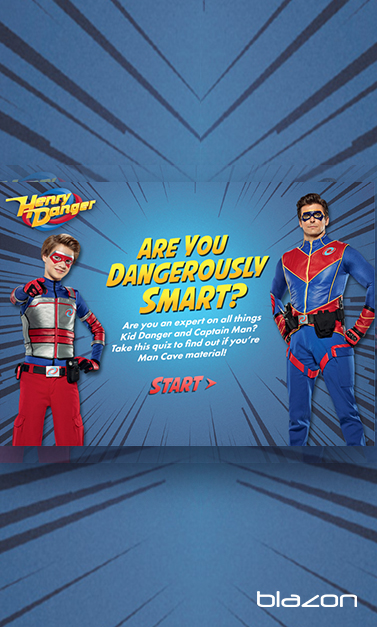 Henry
Danger
ARE YOU
DANGEROUSLY
SMART?
Are you an expert on all things
Kid Danger and Captain Man?
Take this quiz to find out if you're
Man Cave material!
START
blazon